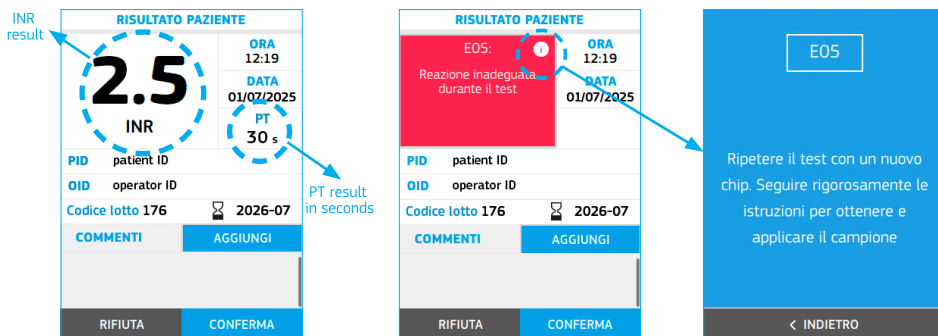 INR
result
RISULTATO PAZIENTE
2.5
INR
ORA
12:19
DATA
01/07/2025
PT
30 s
PID patient ID
OID operator ID
Codice lotto 176 2026-07
COMMENTI AGGIUNGI
RIFIUTA CONFERMA
PT result
in seconds
RISULTATO PAZIENTE
E05:
i
Reazione inadeguata
durante il test
ORA
12:19
DATA
01/07/2025
PID patient ID
OID operator ID
Codice lotto 176 2026-07
COMMENTI AGGIUNGI
RIFIUTA CONFERMA
E05
Ripetere il test con un nuovo
chip. Seguire rigorosamente le
istruzioni per ottenere e
applicare il campione
< INDIETRO